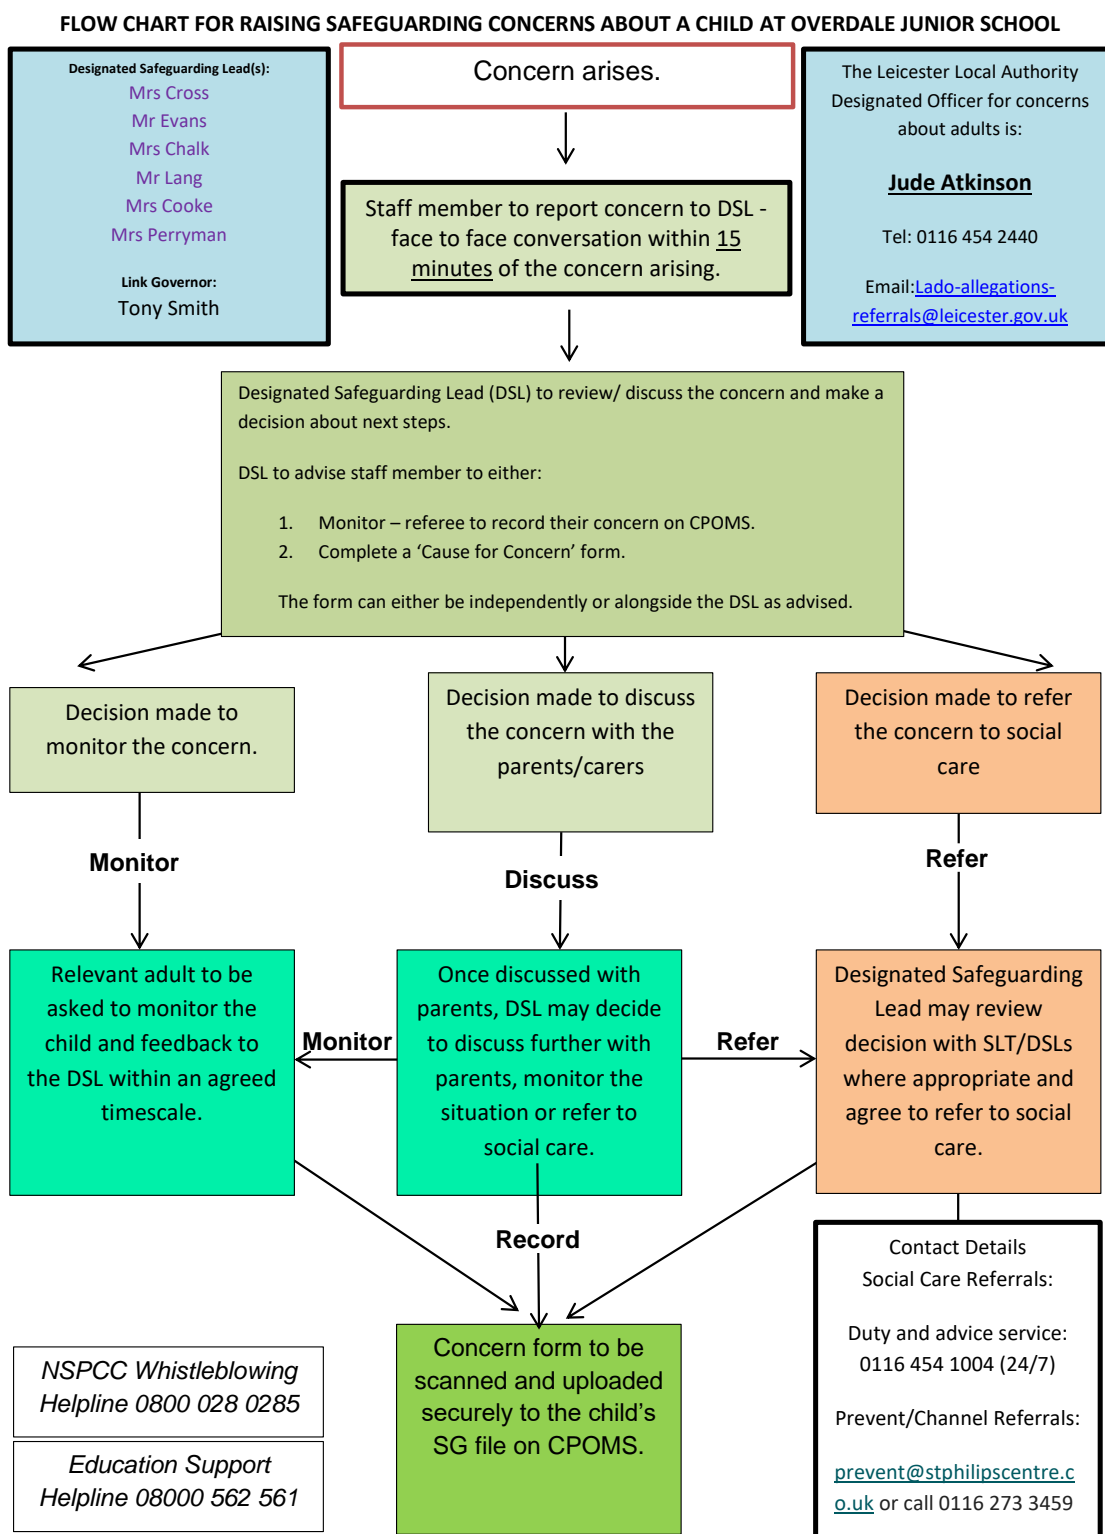 FLOW CHART FOR RAISING SAFEGUARDING CONCERNS ABOUT A CHILD AT OVERDALE JUNIOR SCHOOL
Designated Safeguarding Lead(s):
Mrs Cross
Mr Evans
Mrs Chalk
Mr Lang
Mrs Cooke
Mrs Perryman
Link Governor:
Tony Smith
Concern arises.
The Leicester Local Authority
Designated Officer for concerns
about adults is:
Jude Atkinson
Tel: 0116 454 2440
Email:Lado-allegations-
referrals@leicester.gov.uk
Staff member to report concern to DSL -
face to face conversation within 15
minutes of the concern arising.
Designated Safeguarding Lead (DSL) to review/ discuss the concern and make a
decision about next steps.
DSL to advise staff member to either:
1. Monitor – referee to record their concern on CPOMS.
2. Complete a ‘Cause for Concern’ form.
The form can either be independently or alongside the DSL as advised.
Decision made to
monitor the concern.
Decision made to discuss
the concern with the
parents/carers
Decision made to refer
the concern to social
care
Monitor
Discuss
Refer
Relevant adult to be
asked to monitor the
child and feedback to
the DSL within an agreed
timescale.
Monitor
Once discussed with
parents, DSL may decide
to discuss further with
parents, monitor the
situation or refer to
social care.
Refer
Designated Safeguarding
Lead may review
decision with SLT/DSLs
where appropriate and
agree to refer to social
care.
Record
Contact Details
Social Care Referrals:
Duty and advice service:
0116 454 1004 (24/7)
Prevent/Channel Referrals:
prevent@stphilipscentre.c
o.uk or call 0116 273 3459
Concern form to be
scanned and uploaded
securely to the child’s
SG file on CPOMS.
NSPCC Whistleblowing
Helpline 0800 028 0285
Education Support
Helpline 08000 562 561